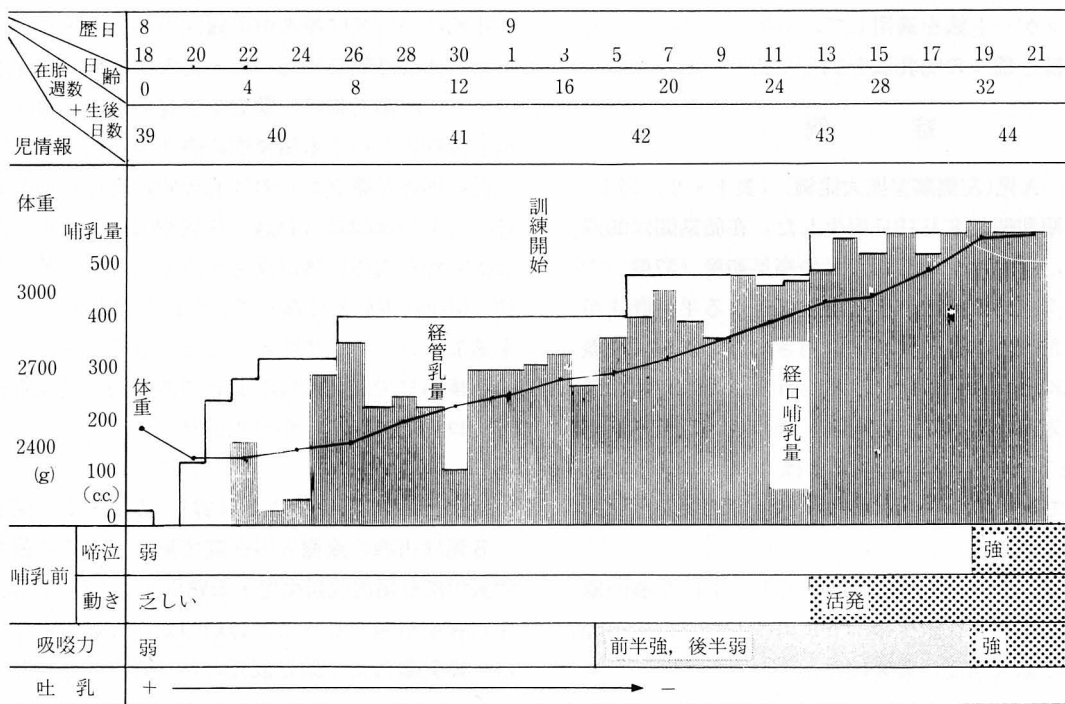 歴日 8 9
日 18 20 22 24 26 28 30 1 3 5 7 9 11 13 15 17 19 21
在胎週数＋生後日数
日齢 0 4 8 12 16 20 24 28 32
児情報 39 40 41 42 43 44
体重
哺乳量
500
3000
400
300
2700
200
2400
(g)
100
(c.c.)
0
体重
経管乳量
訓練開始
経口哺乳量
哺乳前
啼泣 弱 強
動き 乏しい 活発
吸啜力 弱 前半強，後半弱 強
吐乳 ＋ → −